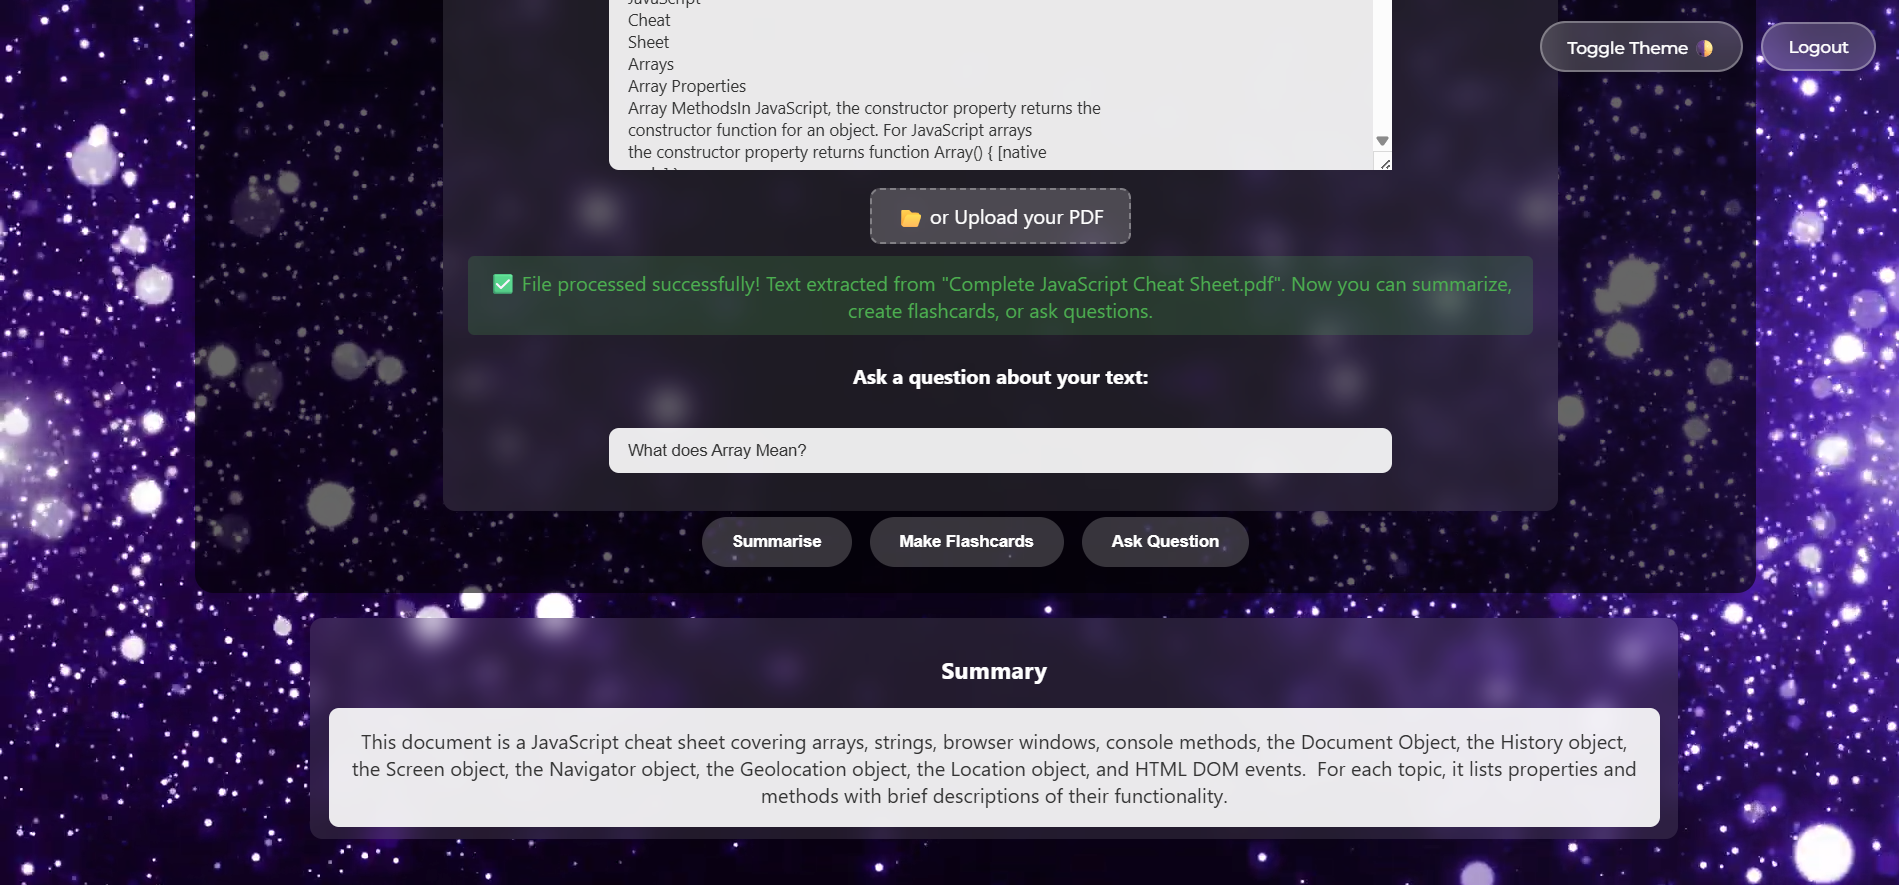 JavaScript
Cheat
Sheet
Arrays
Array Properties
Array MethodsIn JavaScript, the constructor property returns the
constructor function for an object. For JavaScript arrays
the constructor property returns function Array() { [native
Toggle Theme
Logout
or Upload your PDF
File processed successfully! Text extracted from "Complete JavaScript Cheat Sheet.pdf". Now you can summarize,
create flashcards, or ask questions.
Ask a question about your text:
What does Array Mean?
Summarise
Make Flashcards
Ask Question
Summary
This document is a JavaScript cheat sheet covering arrays, strings, browser windows, console methods, the Document Object, the History object,
the Screen object, the Navigator object, the Geolocation object, the Location object, and HTML DOM events.  For each topic, it lists properties and
methods with brief descriptions of their functionality.